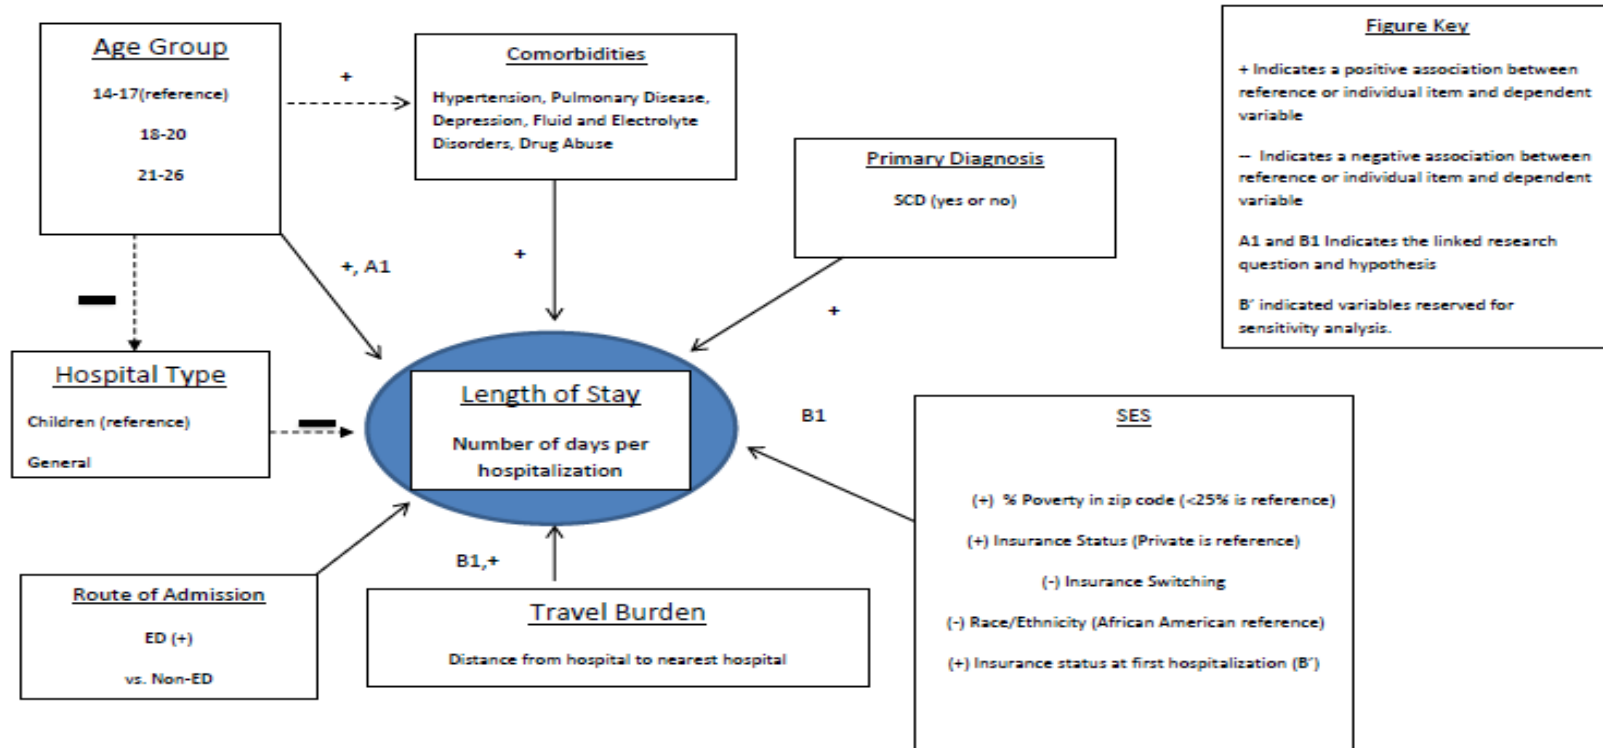 Age Group
14-17(reference)
18-20
21-26
+
Comorbidities
Hypertension, Pulmonary Disease,
Depression, Fluid and Electrolyte
Disorders, Drug Abuse
Primary Diagnosis
SCD (yes or no)
Figure Key
+ Indicates a positive association between
reference or individual item and dependent
variable
-- Indicates a negative association between
reference or individual item and dependent
variable
A1 and B1 Indicates the linked research
question and hypothesis
B′ indicated variables reserved for
sensitivity analysis.
+, A1
+
+
Hospital Type
Children (reference)
General
Length of Stay
Number of days per
hospitalization
B1
SES
(+) % Poverty in zip code (<25% is reference)
(+) Insurance Status (Private is reference)
(-) Insurance Switching
(-) Race/Ethnicity (African American reference)
(+) Insurance status at first hospitalization (B′)
B1,+
Route of Admission
ED (+)
vs. Non-ED
Travel Burden
Distance from hospital to nearest hospital